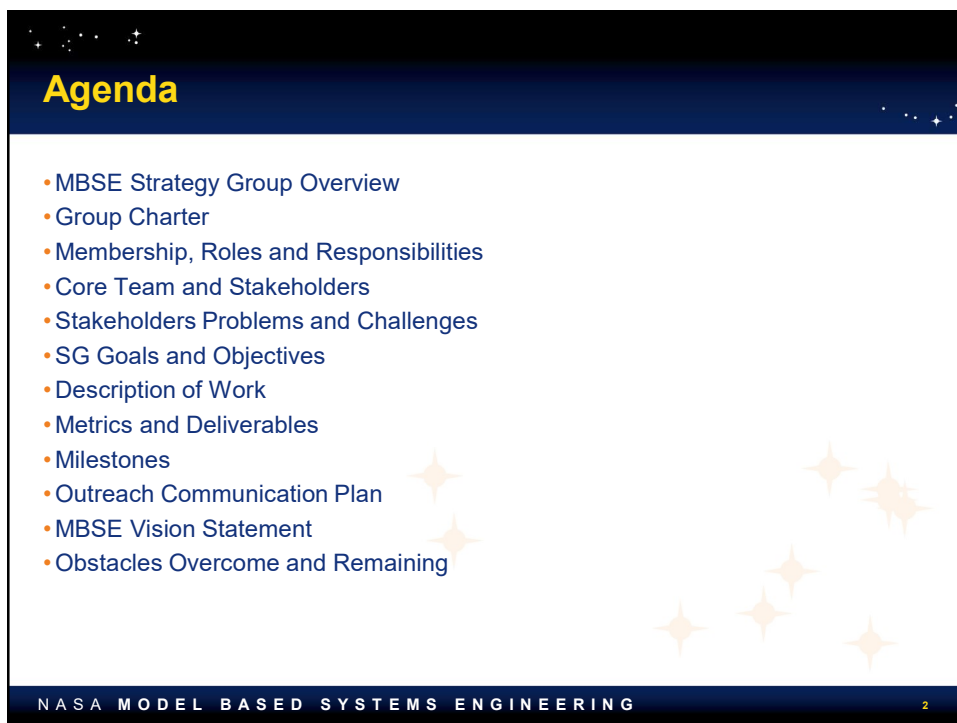 Agenda
• MBSE Strategy Group Overview
• Group Charter
• Membership, Roles and Responsibilities
• Core Team and Stakeholders
• Stakeholders Problems and Challenges
• SG Goals and Objectives
• Description of Work
• Metrics and Deliverables
• Milestones
• Outreach Communication Plan
• MBSE Vision Statement
• Obstacles Overcome and Remaining
NASA MODEL BASED SYSTEMS ENGINEERING 2